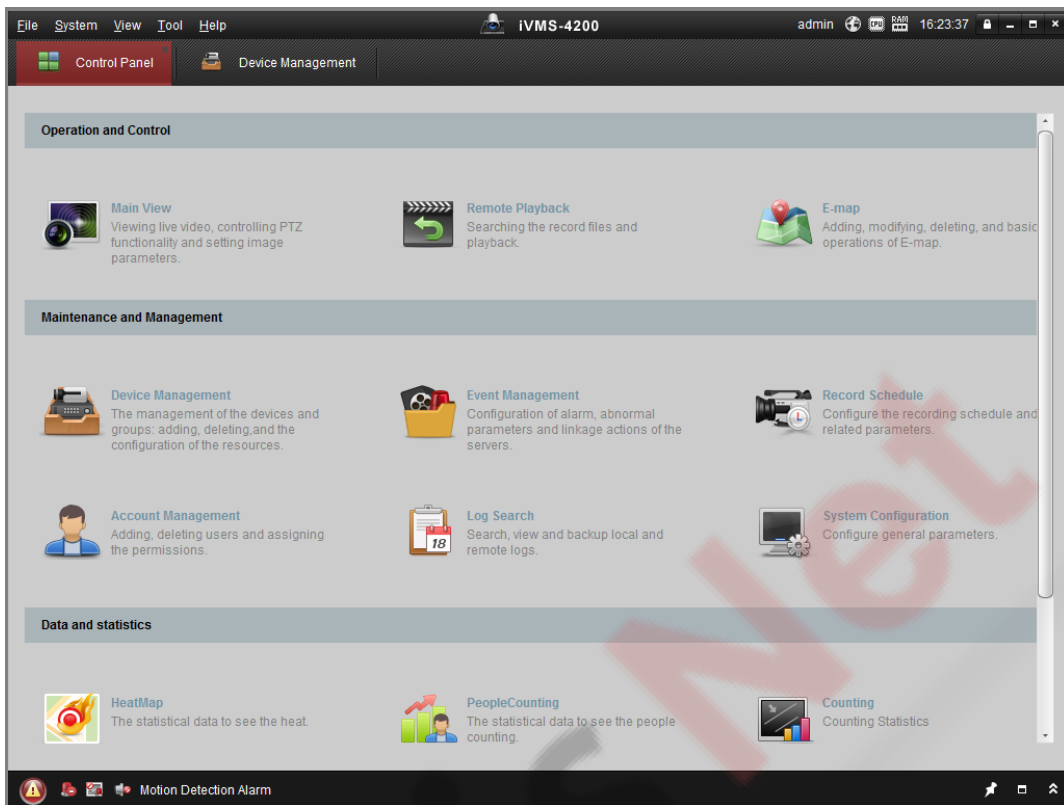 File System View Tool Help
iVMS-4200
admin CPU RAM 16:23:37
Control Panel
Device Management
Operation and Control
Main View
Viewing live video, controlling PTZ
functionality and setting image
parameters.
Remote Playback
Searching the record files and
playback.
E-map
Adding, modifying, deleting, and basic
operations of E-map.
Maintenance and Management
Device Management
The management of the devices and
groups: adding, deleting,and the
configuration of the resources.
Event Management
Configuration of alarm, abnormal
parameters and linkage actions of the
servers.
Record Schedule
Configure the recording schedule and
related parameters.
Account Management
Adding, deleting users and assigning
the permissions.
18
Log Search
Search, view and backup local and
remote logs.
System Configuration
Configure general parameters.
Data and statistics
HeatMap
The statistical data to see the heat.
PeopleCounting
The statistical data to see the people
counting.
Counting
Counting Statistics
Motion Detection Alarm
Net